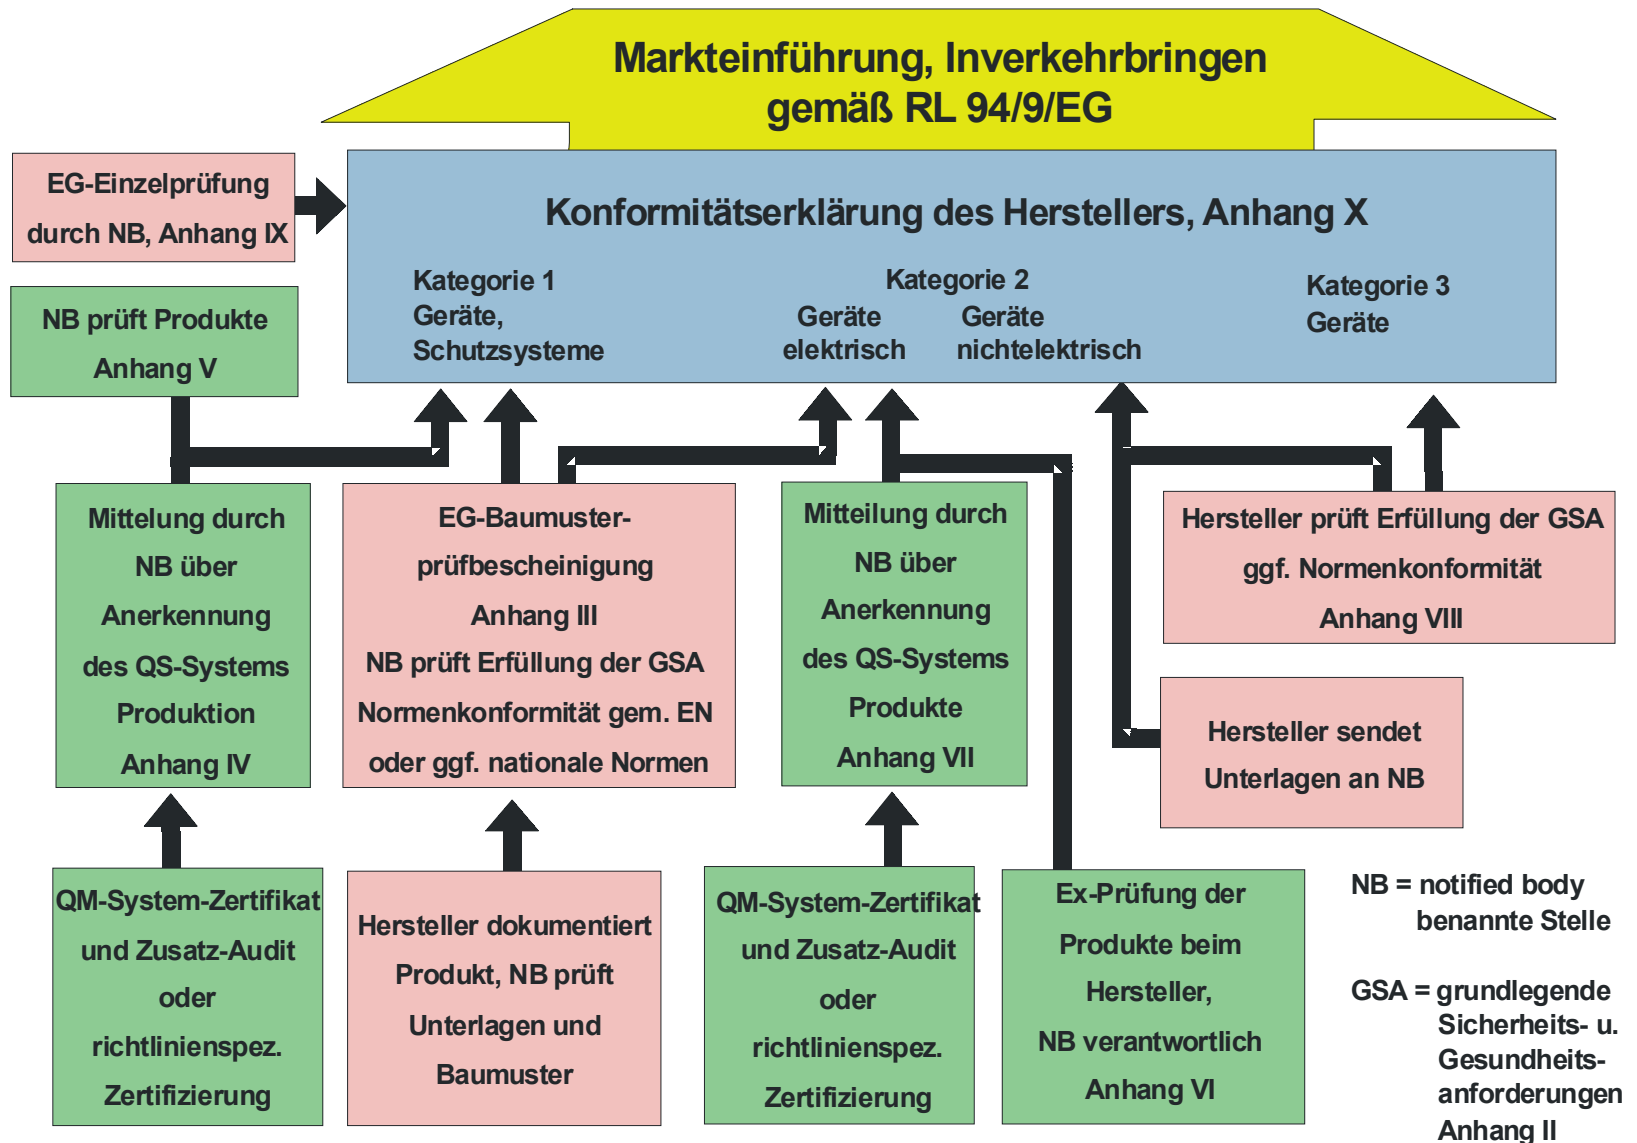 Markteinführung, Inverkehrbringen
gemäß RL 94/9/EG
EG-Einzelprüfung
durch NB, Anhang IX
Konformitätserklärung des Herstellers, Anhang X
Kategorie 1
Geräte,
Schutzsysteme
Kategorie 2
Geräte
elektrisch
Geräte
nichtelektrisch
Kategorie 3
Geräte
NB prüft Produkte
Anhang V
Mittelung durch
NB über
Anerkennung
des QS-Systems
Produktion
Anhang IV
EG-Baumuster-
prüfbescheinigung
Anhang III
NB prüft Erfüllung der GSA
Normenkonformität gem. EN
oder ggf. nationale Normen
Mitteilung durch
NB über
Anerkennung
des QS-Systems
Produkte
Anhang VII
Hersteller prüft Erfüllung der GSA
ggf. Normenkonformität
Anhang VIII
Hersteller sendet
Unterlagen an NB
QM-System-Zertifikat
und Zusatz-Audit
oder
richtlinienspez.
Zertifizierung
Hersteller dokumentiert
Produkt, NB prüft
Unterlagen und
Baumuster
QM-System-Zertifikat
und Zusatz-Audit
oder
richtlinienspez.
Zertifizierung
Ex-Prüfung der
Produkte beim
Hersteller,
NB verantwortlich
Anhang VI
NB = notified body
benannte Stelle
GSA = grundlegende
Sicherheits- u.
Gesundheits-
anforderungen
Anhang II